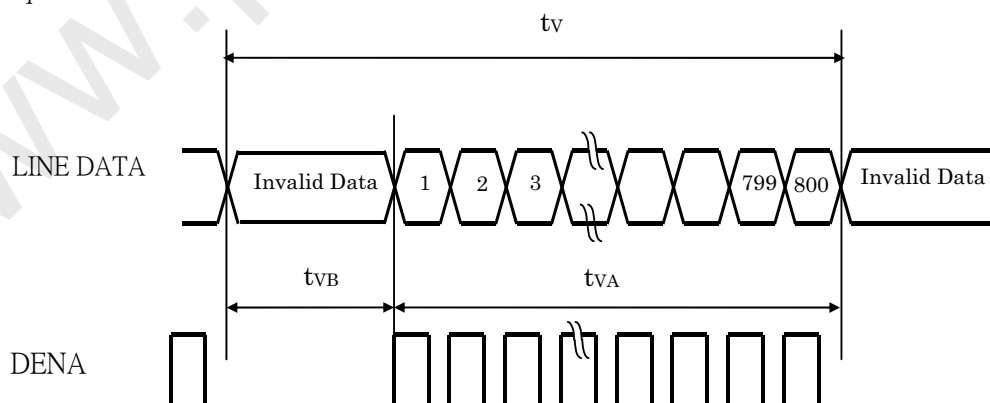 tV
LINE DATA Invalid Data 1 2 3 799 800 Invalid Data
tVB tVA
DENA